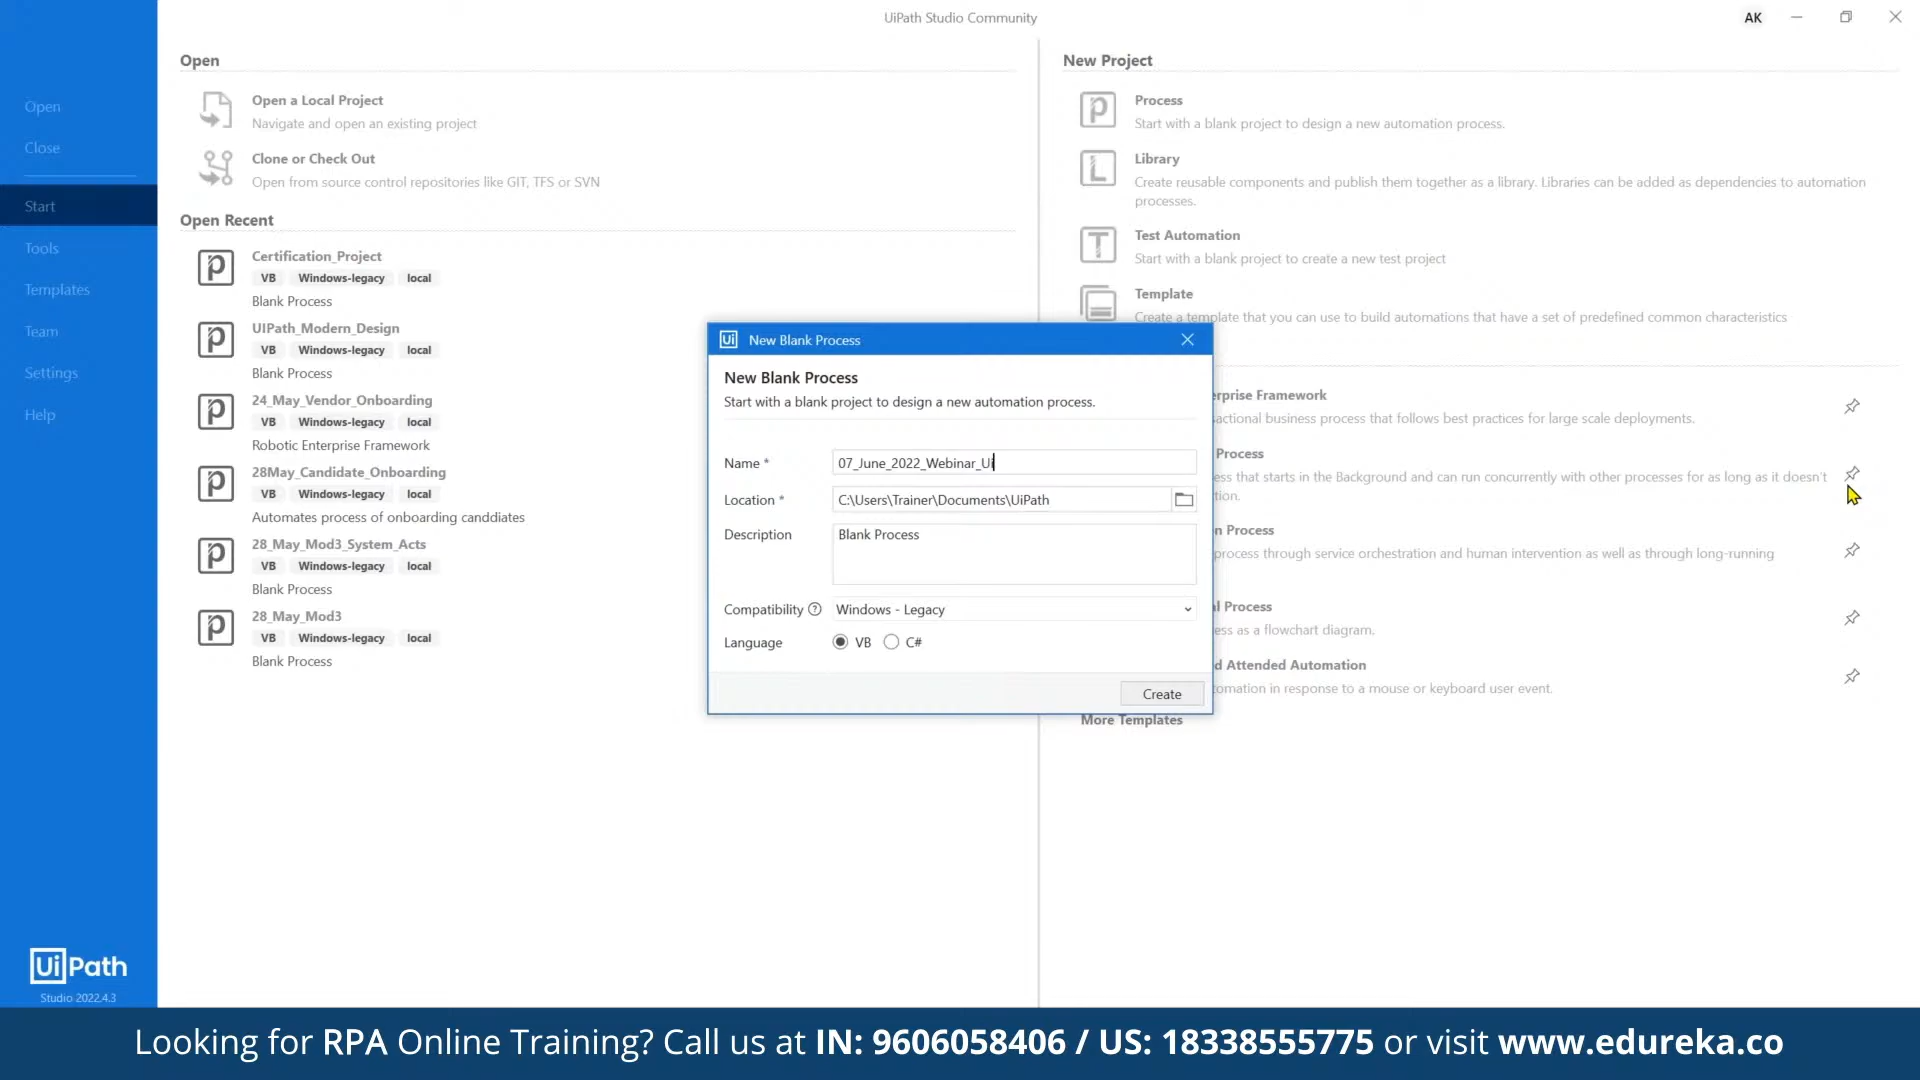 UiPath Studio Community
AK
Open
Close
Start
Tools
Templates
Team
Settings
Help
UiPath
Studio 2022.4.3
Open
Open a Local Project
Navigate and open an existing project
Clone or Check Out
Open from source control repositories like GIT, TFS or SVN
Open Recent
Certification_Project
VB Windows-legacy local
Blank Process
UIPath_Modern_Design
VB Windows-legacy local
Blank Process
24_May_Vendor_Onboarding
VB Windows-legacy local
Robotic Enterprise Framework
28May_Candidate_Onboarding
VB Windows-legacy local
Automates process of onboarding canddiates
28_May_Mod3_System_Acts
VB Windows-legacy local
Blank Process
28_May_Mod3
VB Windows-legacy local
Blank Process
New Project
Process
Start with a blank project to design a new automation process.
Library
Create reusable components and publish them together as a library. Libraries can be added as dependencies to automation
processes.
Test Automation
Start with a blank project to create a new test project
Template
Create a template that you can use to build automations that have a set of predefined common characteristics
erprise Framework
sactional business process that follows best practices for large scale deployments.
Process
ess that starts in the Background and can run concurrently with other processes for as long as it doesn't
tion.
n Process
process through service orchestration and human intervention as well as through long-running
l Process
ess as a flowchart diagram.
d Attended Automation
omation in response to a mouse or keyboard user event.
More Templates
Ui New Blank Process
New Blank Process
Start with a blank project to design a new automation process.
Name * 07_June_2022_Webinar_Ui
Location * C:\Users\Trainer\Documents\UiPath
Description Blank Process
Compatibility ? Windows - Legacy
Language VB C#
Create
Looking for RPA Online Training? Call us at IN: 9606058406 / US: 18338555775 or visit www.edureka.co